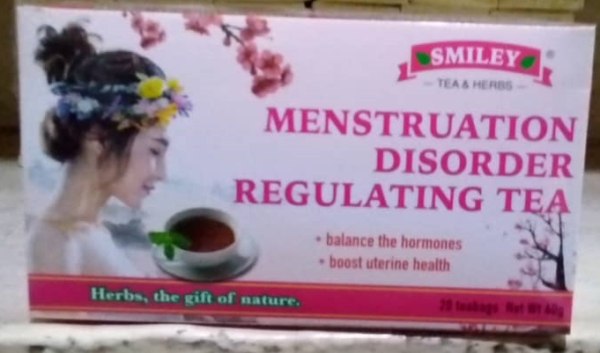 SMILEY ®
TEA & HERBS
MENSTRUATION
DISORDER
REGULATING TEA
• balance the hormones
• boost uterine health
Herbs, the gift of nature.
20 teabags Net Wt 60g